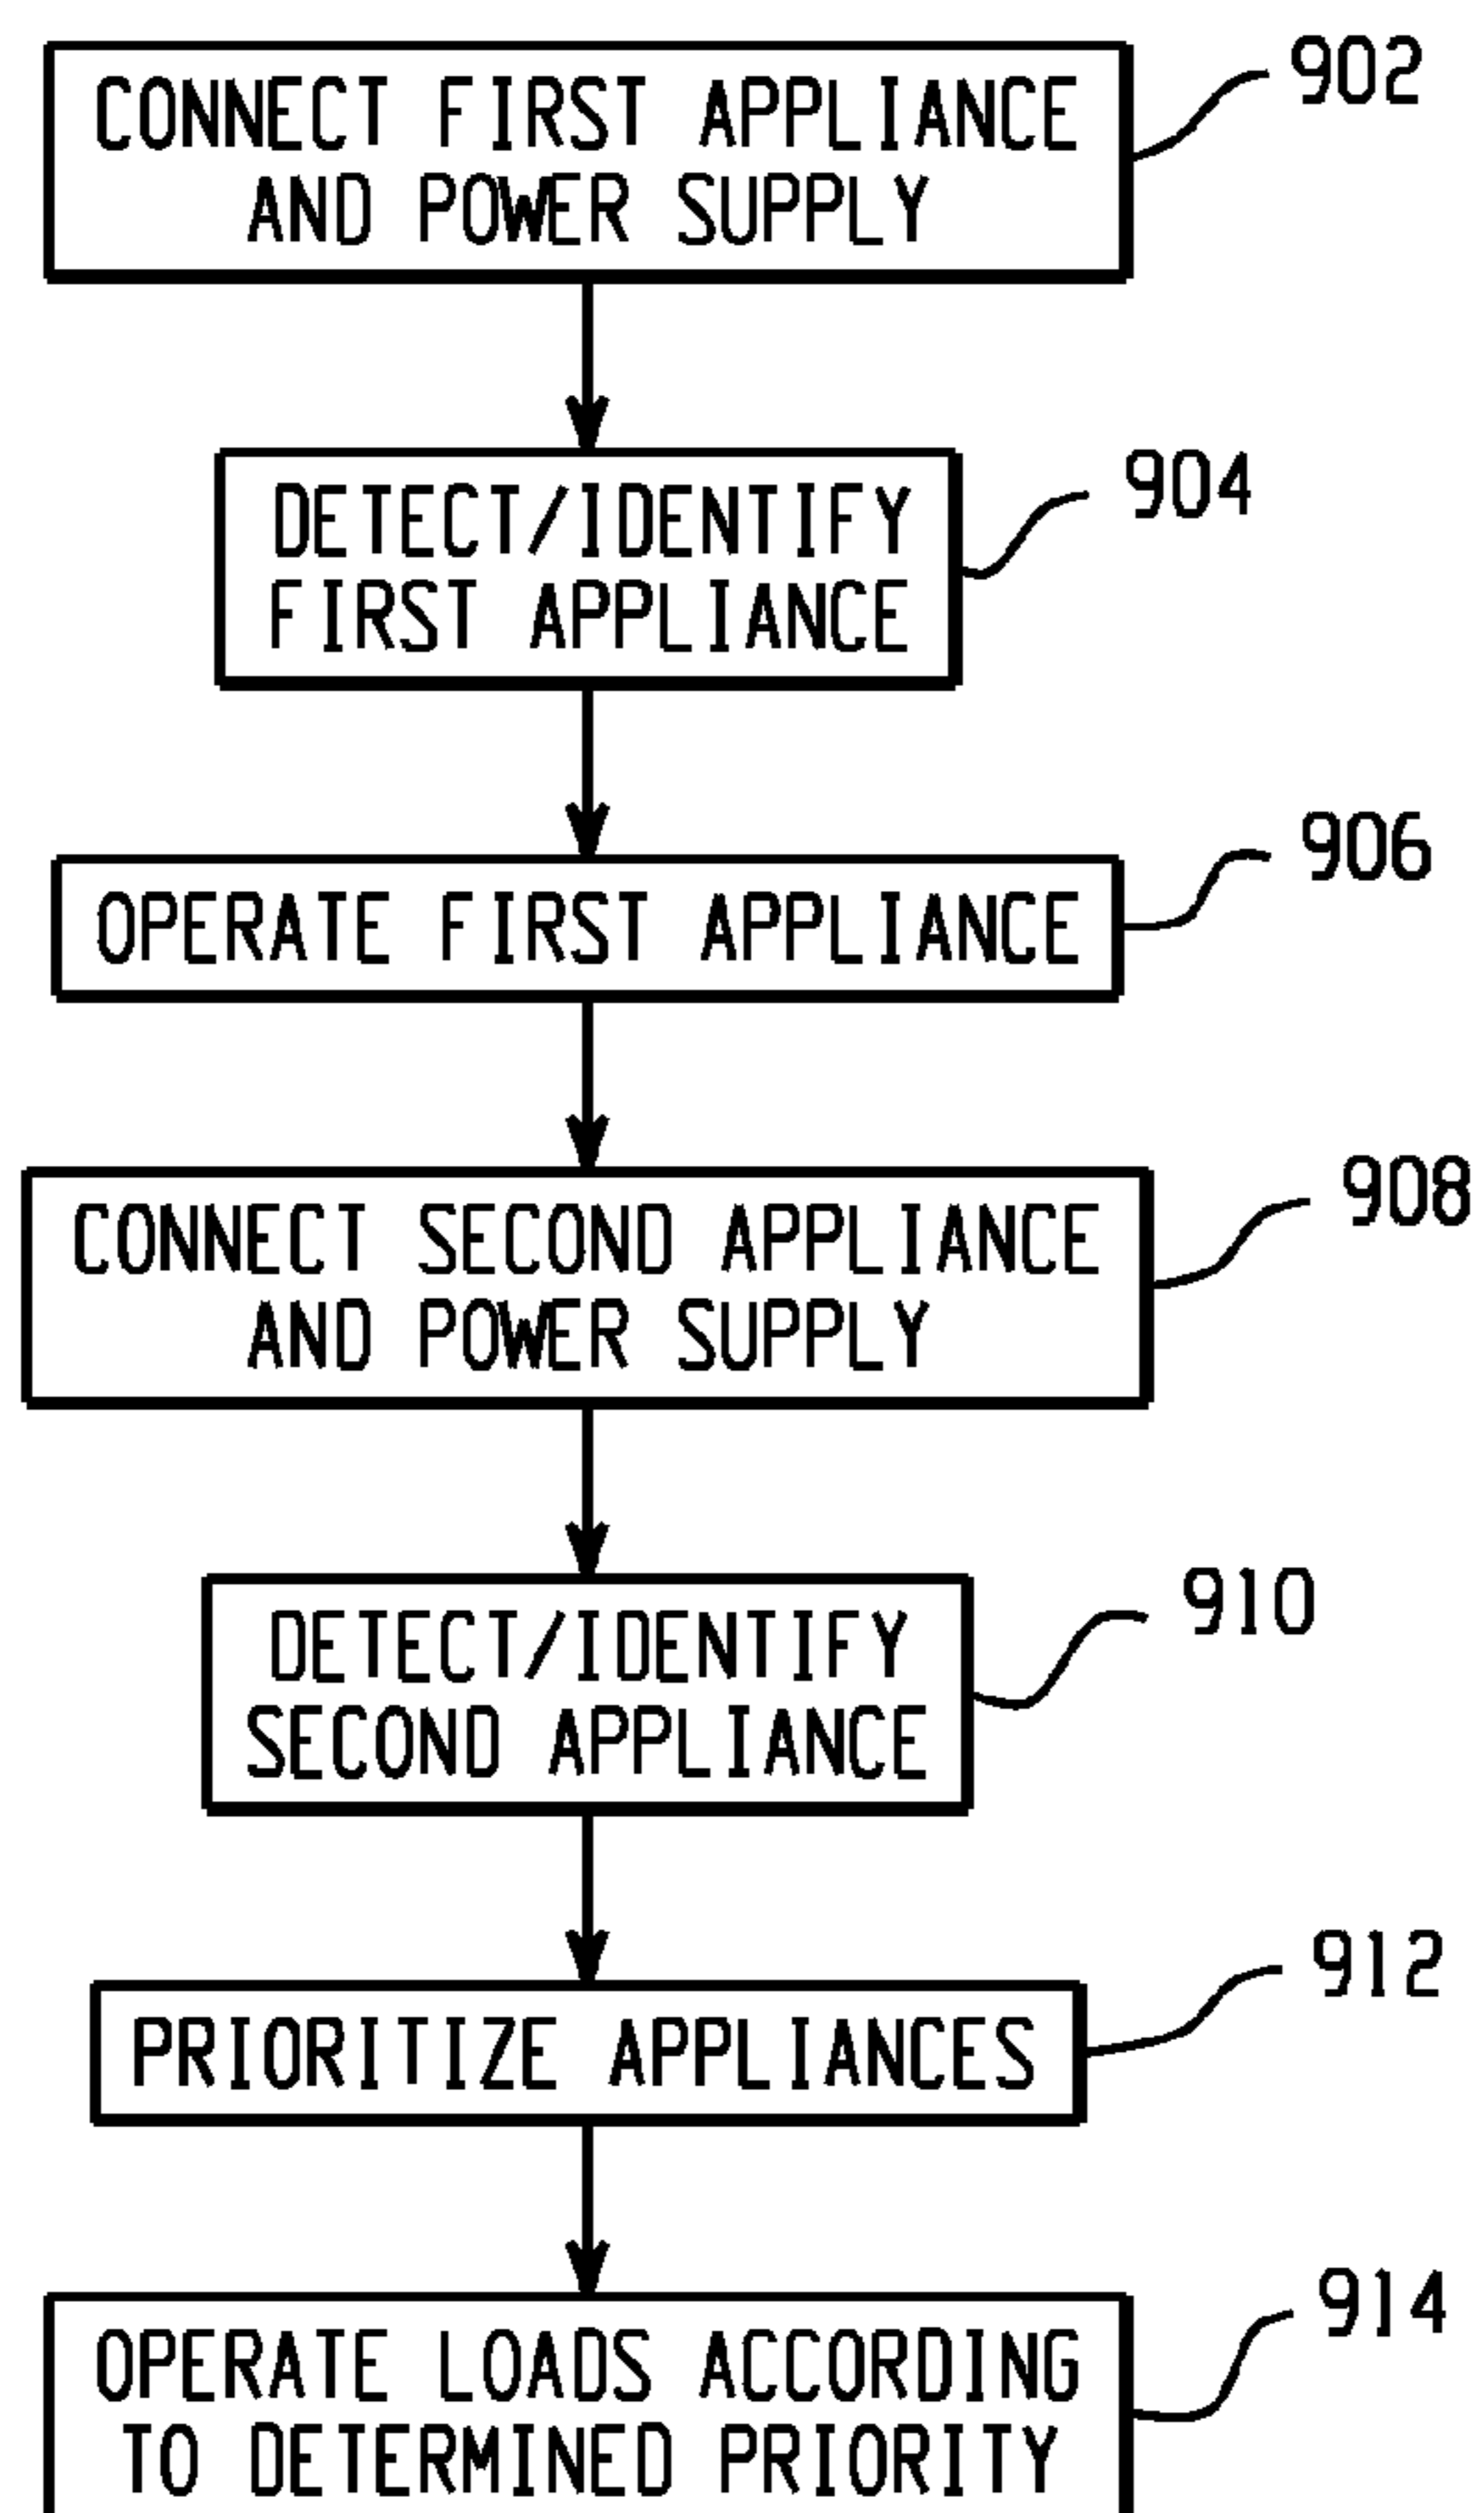 CONNECT FIRST APPLIANCE
AND POWER SUPPLY
902
DETECT/IDENTIFY
FIRST APPLIANCE
904
OPERATE FIRST APPLIANCE
906
CONNECT SECOND APPLIANCE
AND POWER SUPPLY
908
DETECT/IDENTIFY
SECOND APPLIANCE
910
PRIORITIZE APPLIANCES
912
OPERATE LOADS ACCORDING
TO DETERMINED PRIORITY
914